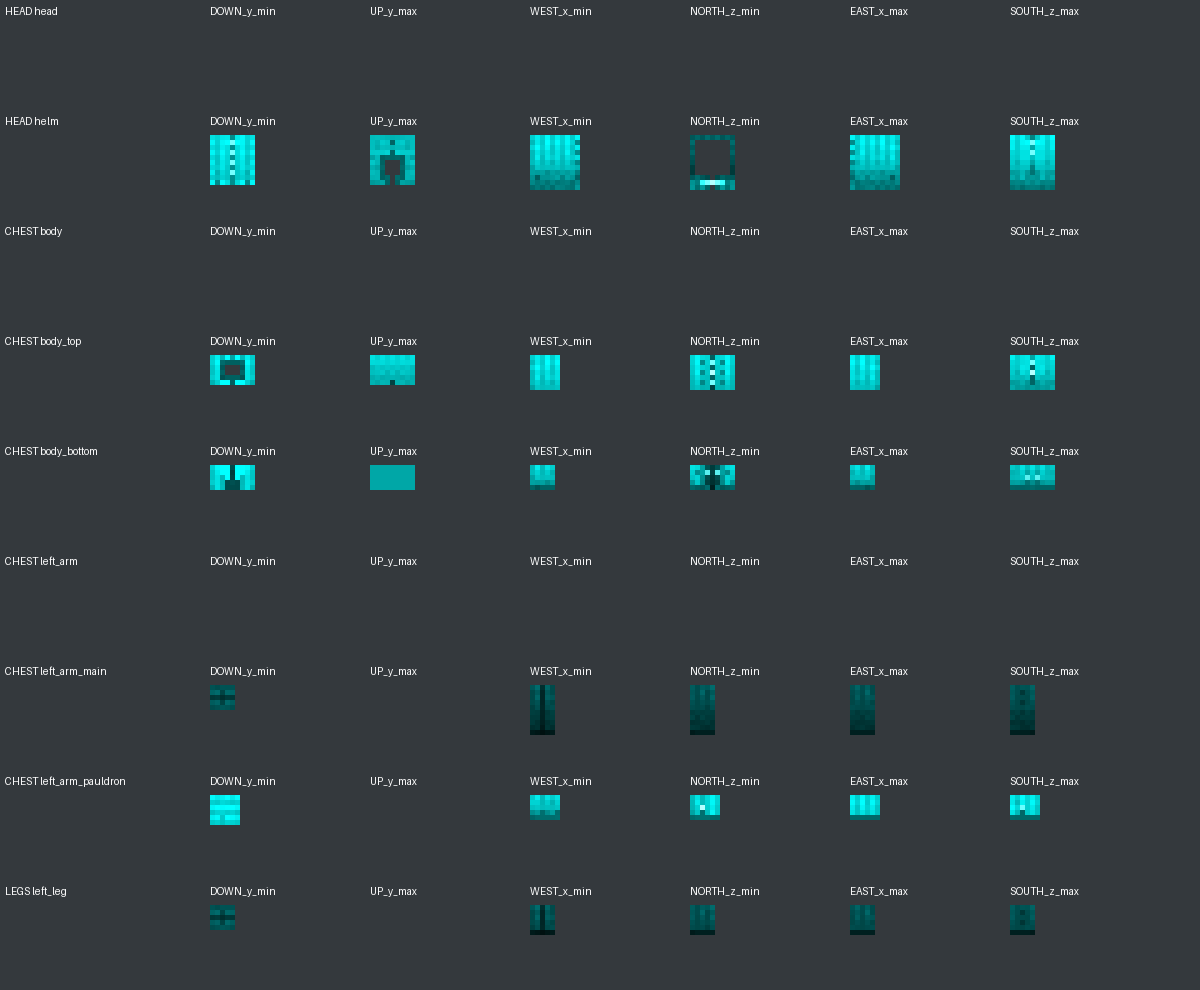 HEAD head DOWN_y_min UP_y_max WEST_x_min NORTH_z_min EAST_x_max SOUTH_z_max
HEAD helm DOWN_y_min UP_y_max WEST_x_min NORTH_z_min EAST_x_max SOUTH_z_max
CHEST body DOWN_y_min UP_y_max WEST_x_min NORTH_z_min EAST_x_max SOUTH_z_max
CHEST body_top DOWN_y_min UP_y_max WEST_x_min NORTH_z_min EAST_x_max SOUTH_z_max
CHEST body_bottom DOWN_y_min UP_y_max WEST_x_min NORTH_z_min EAST_x_max SOUTH_z_max
CHEST left_arm DOWN_y_min UP_y_max WEST_x_min NORTH_z_min EAST_x_max SOUTH_z_max
CHEST left_arm_main DOWN_y_min UP_y_max WEST_x_min NORTH_z_min EAST_x_max SOUTH_z_max
CHEST left_arm_pauldron DOWN_y_min UP_y_max WEST_x_min NORTH_z_min EAST_x_max SOUTH_z_max
LEGS left_leg DOWN_y_min UP_y_max WEST_x_min NORTH_z_min EAST_x_max SOUTH_z_max